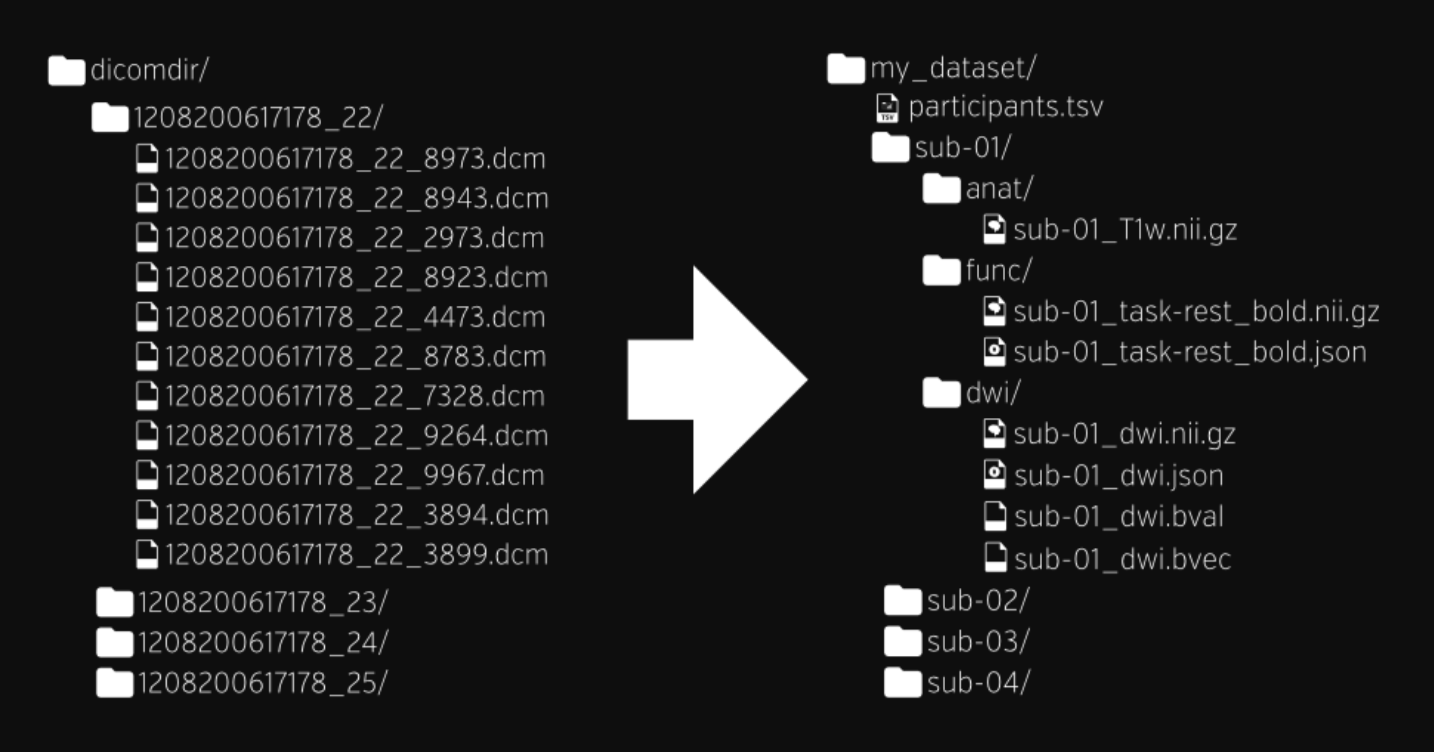 dicomdir/
1208200617178_22/
1208200617178_22_8973.dcm
1208200617178_22_8943.dcm
1208200617178_22_2973.dcm
1208200617178_22_8923.dcm
1208200617178_22_4473.dcm
1208200617178_22_8783.dcm
1208200617178_22_7328.dcm
1208200617178_22_9264.dcm
1208200617178_22_9967.dcm
1208200617178_22_3894.dcm
1208200617178_22_3899.dcm
1208200617178_23/
1208200617178_24/
1208200617178_25/
my_dataset/
TSV
participants.tsv
sub-01/
anat/
sub-01_T1w.nii.gz
func/
sub-01_task-rest_bold.nii.gz
sub-01_task-rest_bold.json
dwi/
sub-01_dwi.nii.gz
sub-01_dwi.json
sub-01_dwi.bval
sub-01_dwi.bvec
sub-02/
sub-03/
sub-04/